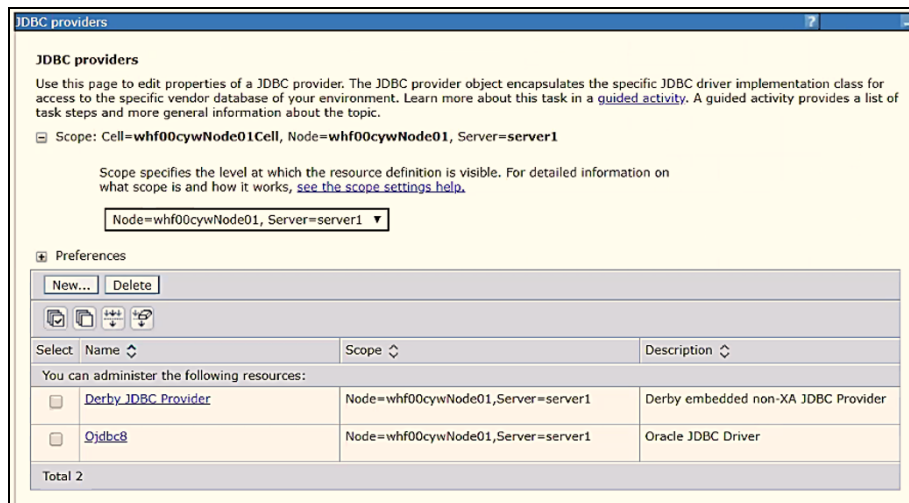 JDBC providers
?
JDBC providers
Use this page to edit properties of a JDBC provider. The JDBC provider object encapsulates the specific JDBC driver implementation class for
access to the specific vendor database of your environment. Learn more about this task in a guided activity. A guided activity provides a list of
task steps and more general information about the topic.
Scope: Cell=whf00cywNode01Cell, Node=whf00cywNode01, Server=server1
Scope specifies the level at which the resource definition is visible. For detailed information on
what scope is and how it works, see the scope settings help.
Node=whf00cywNode01, Server=server1
Preferences
New... Delete
Select Name Scope Description
You can administer the following resources:
Derby JDBC Provider Node=whf00cywNode01,Server=server1 Derby embedded non-XA JDBC Provider
Ojdbc8 Node=whf00cywNode01,Server=server1 Oracle JDBC Driver
Total 2